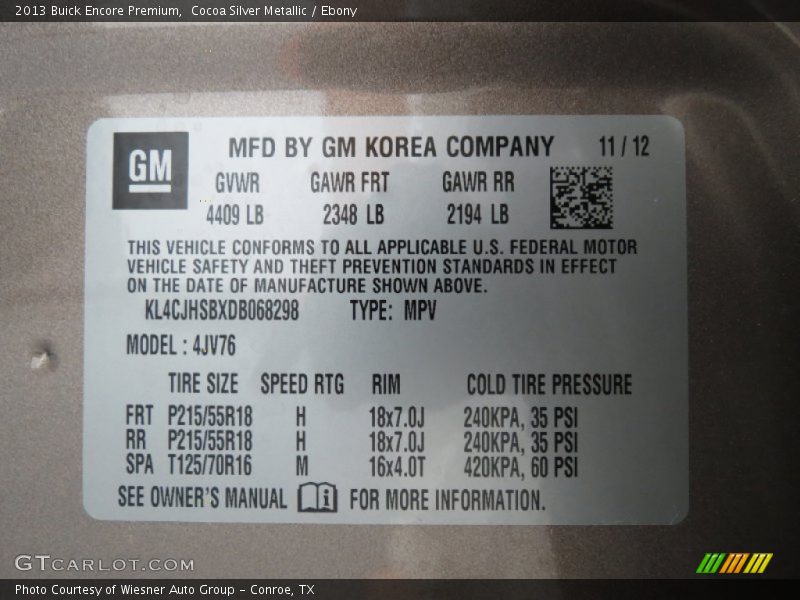 2013 Buick Encore Premium,  Cocoa Silver Metallic / Ebony
GM MFD BY GM KOREA COMPANY 11 / 12
GVWR GAWR FRT GAWR RR
4409 LB 2348 LB 2194 LB
THIS VEHICLE CONFORMS TO ALL APPLICABLE U.S. FEDERAL MOTOR
VEHICLE SAFETY AND THEFT PREVENTION STANDARDS IN EFFECT
ON THE DATE OF MANUFACTURE SHOWN ABOVE.
KL4CJHSBXDB068298 TYPE: MPV
MODEL : 4JV76
TIRE SIZE SPEED RTG RIM COLD TIRE PRESSURE
FRT P215/55R18 H 18x7.0J 240KPA, 35 PSI
RR P215/55R18 H 18x7.0J 240KPA, 35 PSI
SPA T125/70R16 M 16x4.0T 420KPA, 60 PSI
SEE OWNER'S MANUAL i FOR MORE INFORMATION.
GTCARLOT.COM
Photo Courtesy of Wiesner Auto Group - Conroe, TX